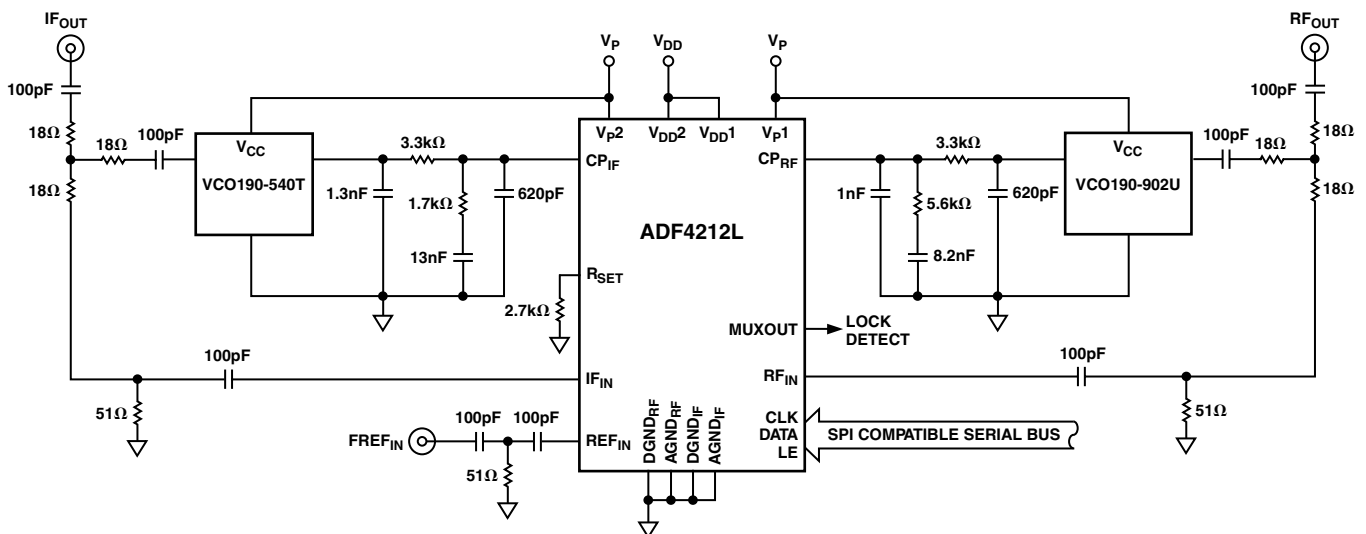 IFOUT
RFOUT
VP
VDD
VP
100pF
100pF
18Ω
18Ω
100pF
VCC
3.3kΩ
VP2
VDD2
VDD1
VP1
3.3kΩ
VCC
100pF
18Ω
18Ω
CPIF
CPRF
18Ω
VCO190-540T
1.3nF
1.7kΩ
620pF
1nF
5.6kΩ
620pF
VCO190-902U
18Ω
ADF4212L
13nF
8.2nF
RSET
2.7kΩ
MUXOUT
LOCK
DETECT
100pF
100pF
IFIN
RFIN
51Ω
51Ω
FREFIN
100pF
100pF
REFIN
51Ω
DGNDRF
AGNDRF
DGNDIF
AGNDIF
CLK
DATA
LE
SPI COMPATIBLE SERIAL BUS